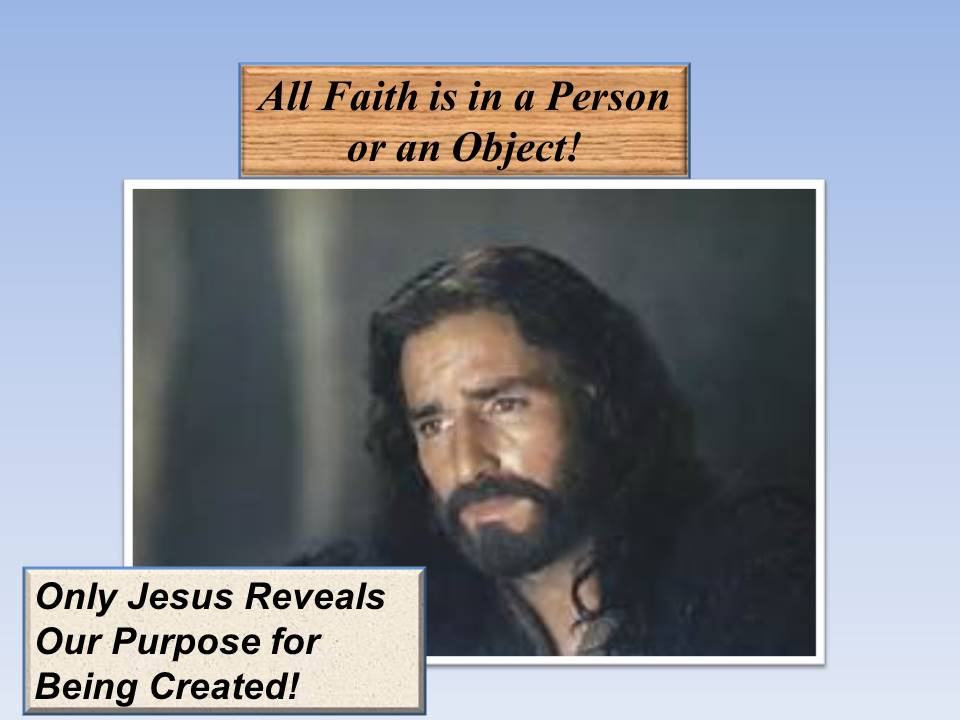 All Faith is in a Person
or an Object!
Only Jesus Reveals
Our Purpose for
Being Created!